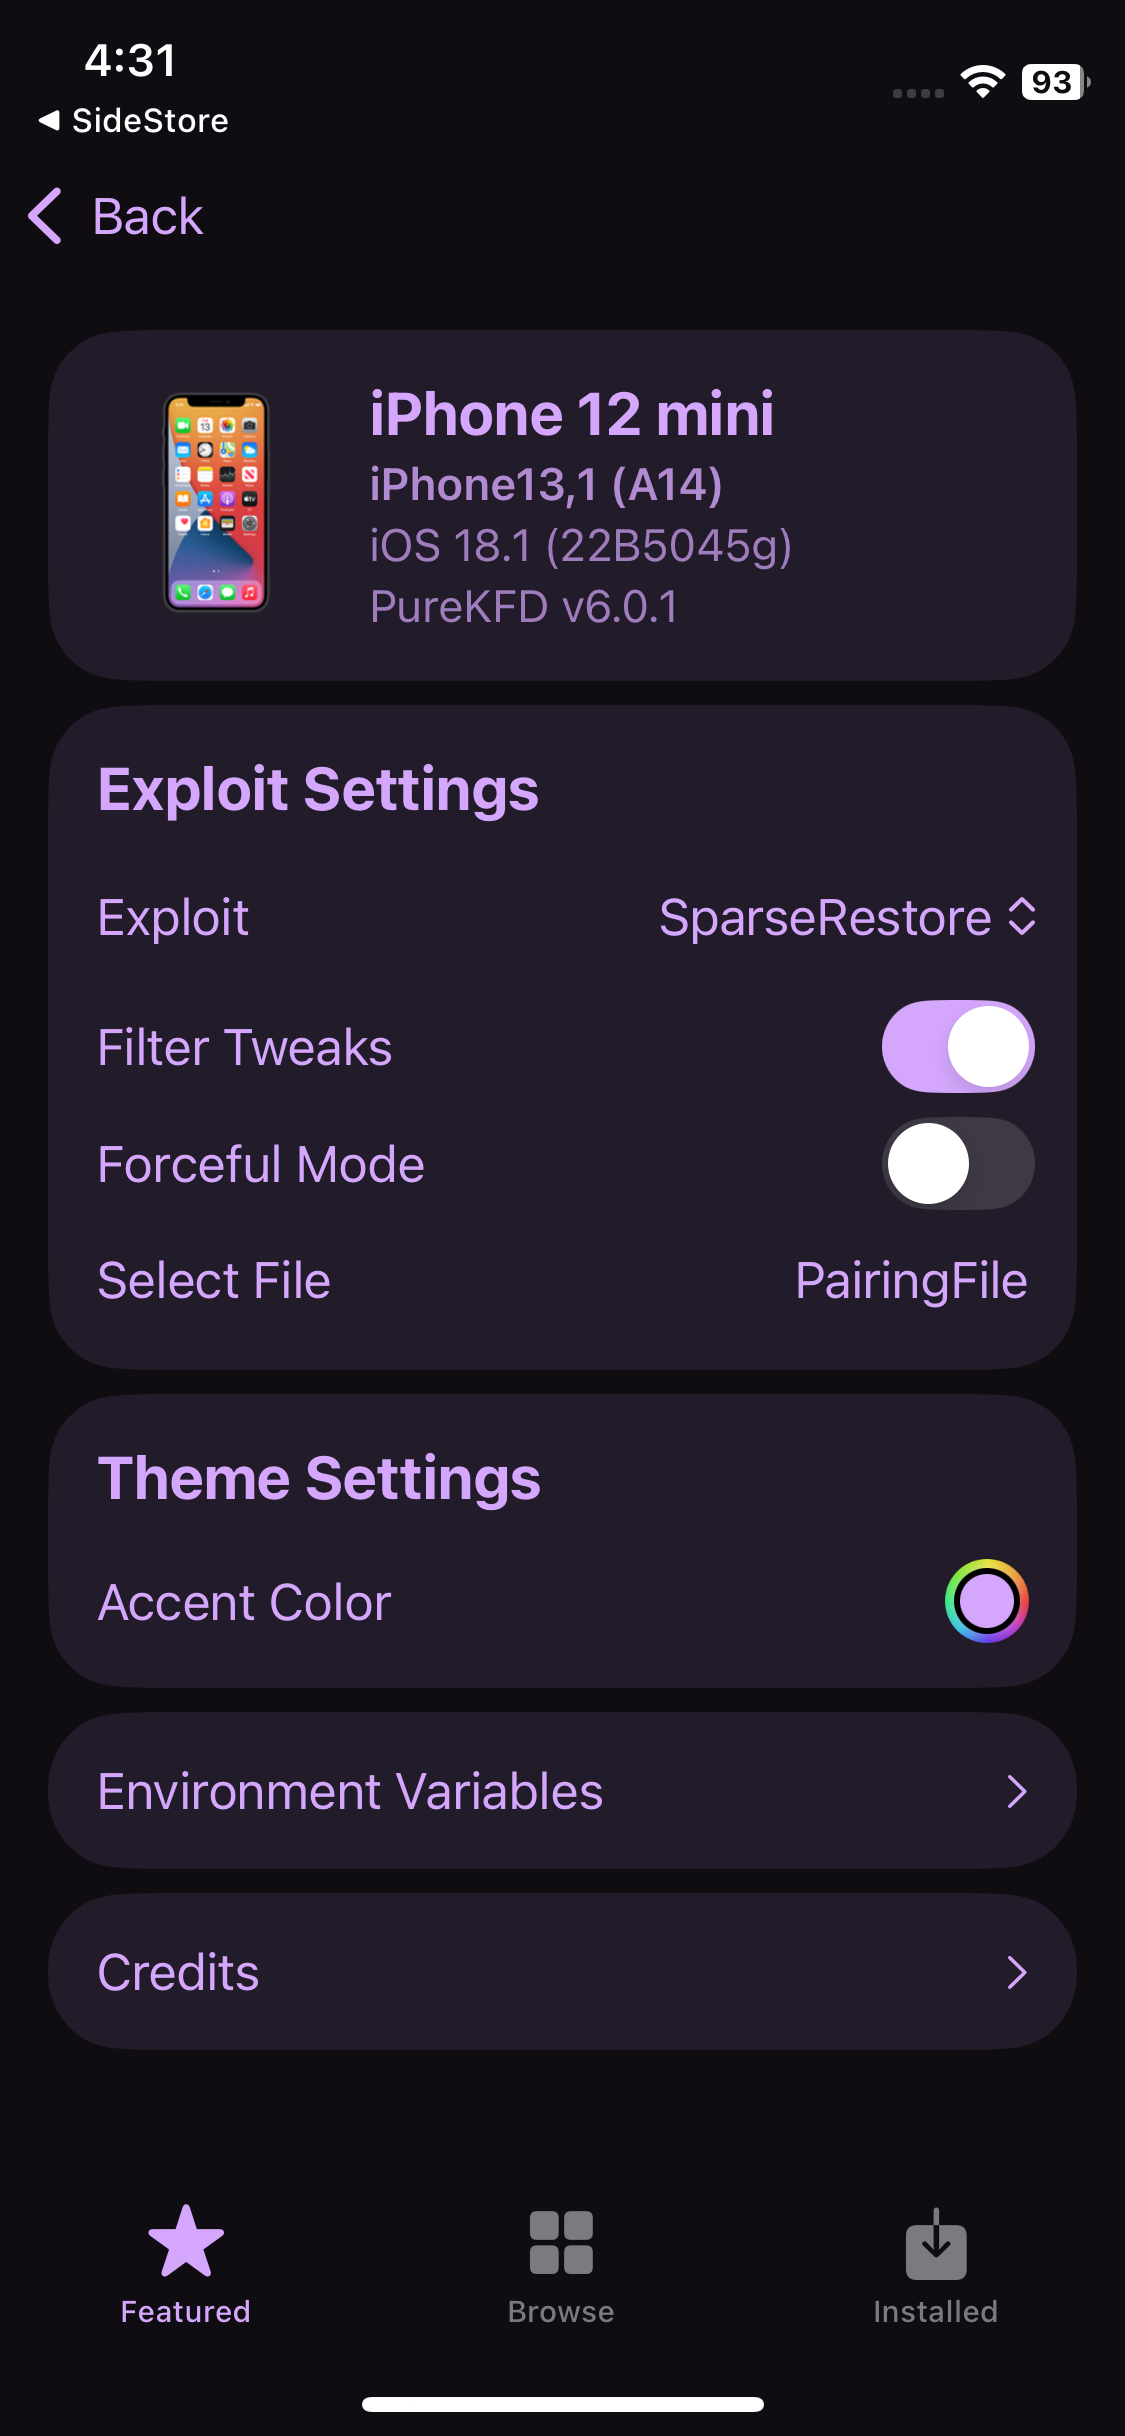 4:31
93
SideStore
Back
iPhone 12 mini
iPhone13,1 (A14)
iOS 18.1 (22B5045g)
PureKFD v6.0.1
Exploit Settings
Exploit SparseRestore
Filter Tweaks
Forceful Mode
Select File PairingFile
Theme Settings
Accent Color
Environment Variables
Credits
Featured Browse Installed